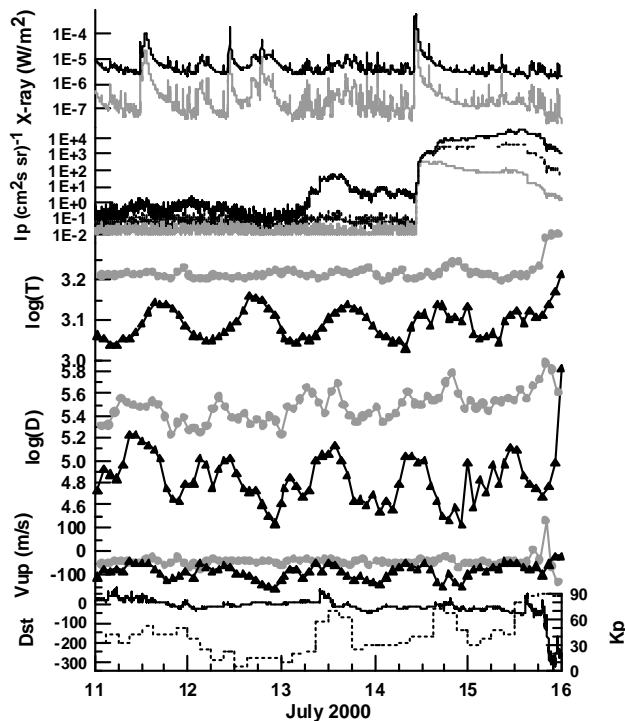 X-ray (W/m2)
1E-4
1E-5
1E-6
1E-7
Ip (cm2s sr)-1
1E+4
1E+3
1E+2
1E+1
1E+0
1E-1
1E-2
log(T)
3.2
3.1
3.0
log(D)
5.8
5.6
5.4
5.2
5.0
4.8
4.6
Vup (m/s)
100
0
-100
Dst
0
-100
-200
-300
90
60
30
0
Kp
11 12 13 14 15 16
July 2000